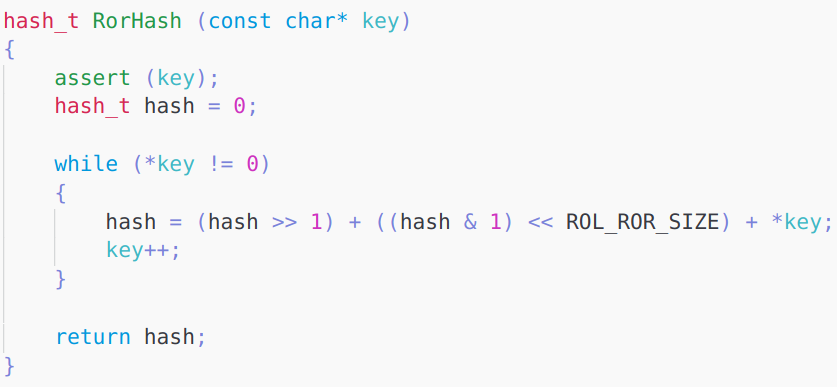 hash_t RorHash (const char* key)
{
    assert (key);
    hash_t hash = 0;

    while (*key != 0)
    {
        hash = (hash >> 1) + ((hash & 1) << ROL_ROR_SIZE) + *key;
        key++;
    }

    return hash;
}